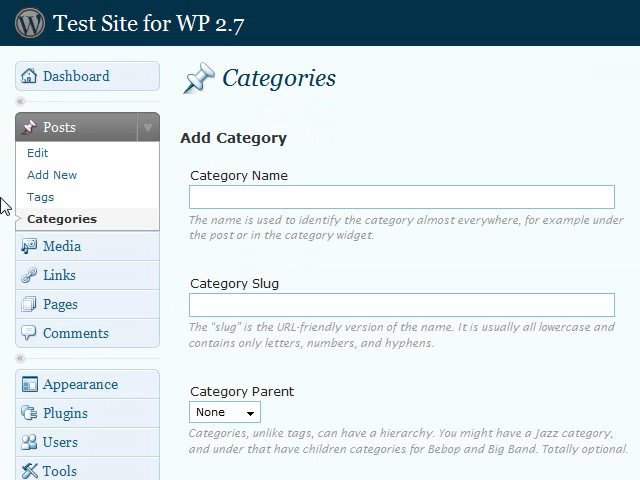 Test Site for WP 2.7
Dashboard
Posts
Edit
Add New
Tags
Categories
Media
Links
Pages
Comments
Appearance
Plugins
Users
Tools
Categories
Add Category
Category Name
The name is used to identify the category almost everywhere, for example under
the post or in the category widget.
Category Slug
The “slug” is the URL-friendly version of the name. It is usually all lowercase and
contains only letters, numbers, and hyphens.
Category Parent
None
Categories, unlike tags, can have a hierarchy. You might have a Jazz category,
and under that have children categories for Bebop and Big Band. Totally optional.